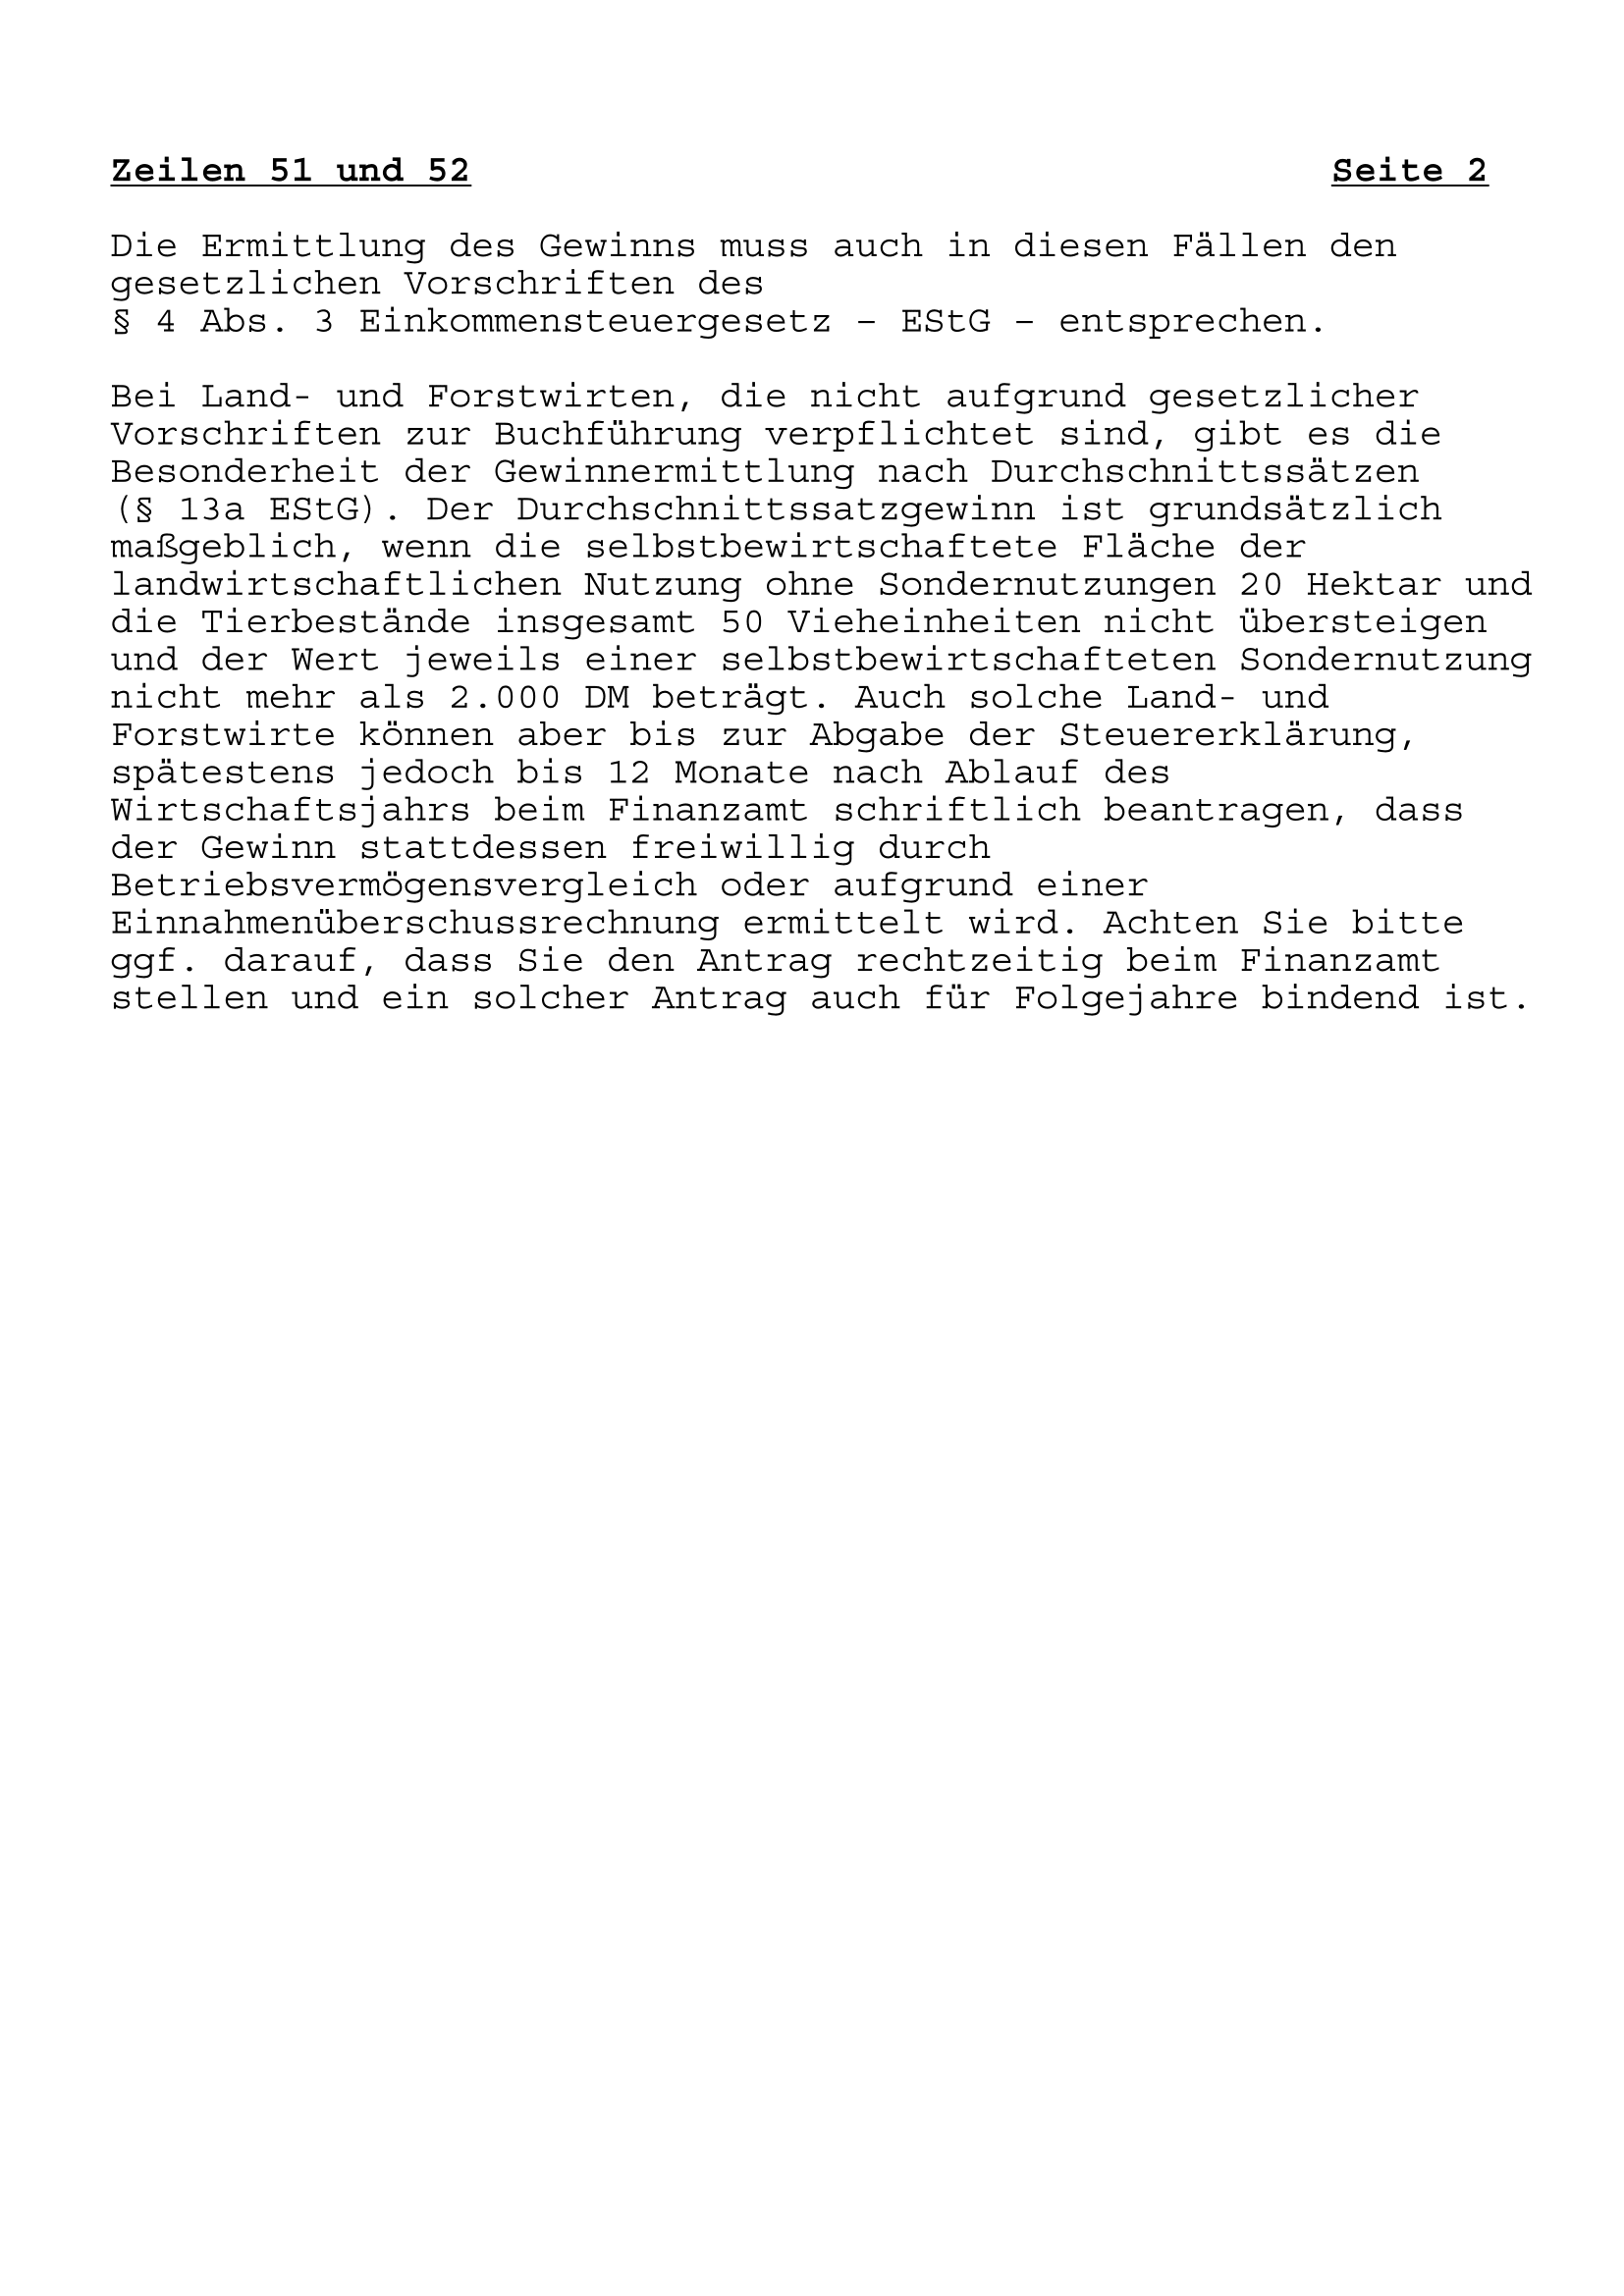 Zeilen 51 und 52 Seite 2
Die Ermittlung des Gewinns muss auch in diesen Fällen den
gesetzlichen Vorschriften des
§ 4 Abs. 3 Einkommensteuergesetz – EStG – entsprechen.
Bei Land- und Forstwirten, die nicht aufgrund gesetzlicher
Vorschriften zur Buchführung verpflichtet sind, gibt es die
Besonderheit der Gewinnermittlung nach Durchschnittssätzen
(§ 13a EStG). Der Durchschnittssatzgewinn ist grundsätzlich
maßgeblich, wenn die selbstbewirtschaftete Fläche der
landwirtschaftlichen Nutzung ohne Sondernutzungen 20 Hektar und
die Tierbestände insgesamt 50 Vieheinheiten nicht übersteigen
und der Wert jeweils einer selbstbewirtschafteten Sondernutzung
nicht mehr als 2.000 DM beträgt. Auch solche Land- und
Forstwirte können aber bis zur Abgabe der Steuererklärung,
spätestens jedoch bis 12 Monate nach Ablauf des
Wirtschaftsjahrs beim Finanzamt schriftlich beantragen, dass
der Gewinn stattdessen freiwillig durch
Betriebsvermögensvergleich oder aufgrund einer
Einnahmenüberschussrechnung ermittelt wird. Achten Sie bitte
ggf. darauf, dass Sie den Antrag rechtzeitig beim Finanzamt
stellen und ein solcher Antrag auch für Folgejahre bindend ist.